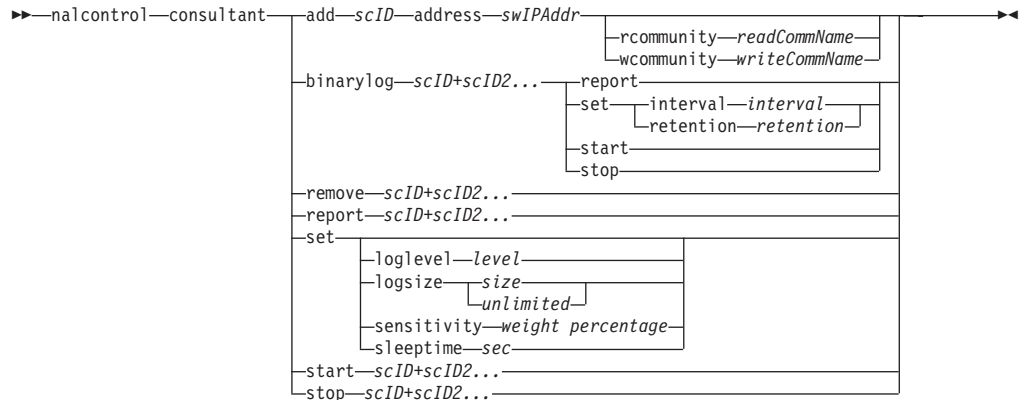 nalcontrol consultant add scID address swIPAddr
rcommunity readCommName
wcommunity writeCommName
binarylog scID+scID2... report
set interval interval
retention retention
start
stop
remove scID+scID2...
report scID+scID2...
set
loglevel level
logsize size
unlimited
sensitivity weight percentage
sleeptime sec
start scID+scID2...
stop scID+scID2...